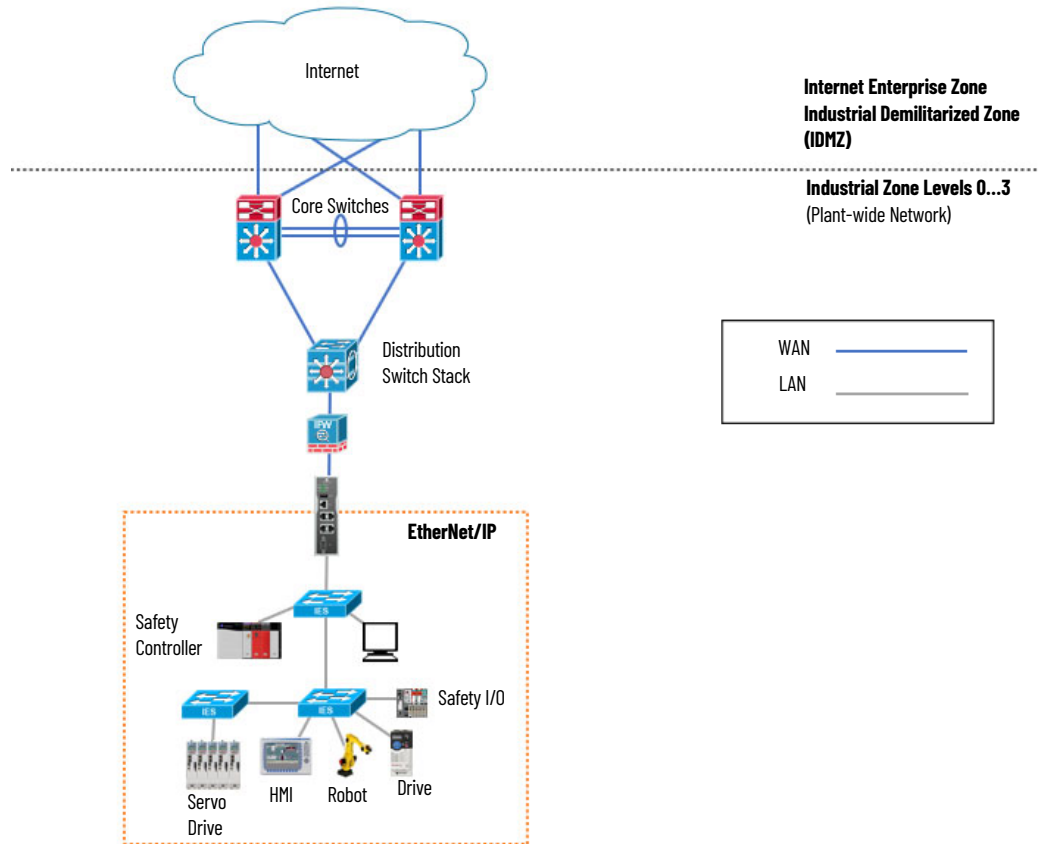 Internet
Internet Enterprise Zone
Industrial Demilitarized Zone
(IDMZ)
Core Switches
Industrial Zone Levels 0...3
(Plant-wide Network)
Distribution
Switch Stack
WAN
LAN
IFW
EtherNet/IP
IES
Safety
Controller
Safety I/O
IES
IES
HMI
Robot
Drive
Servo
Drive